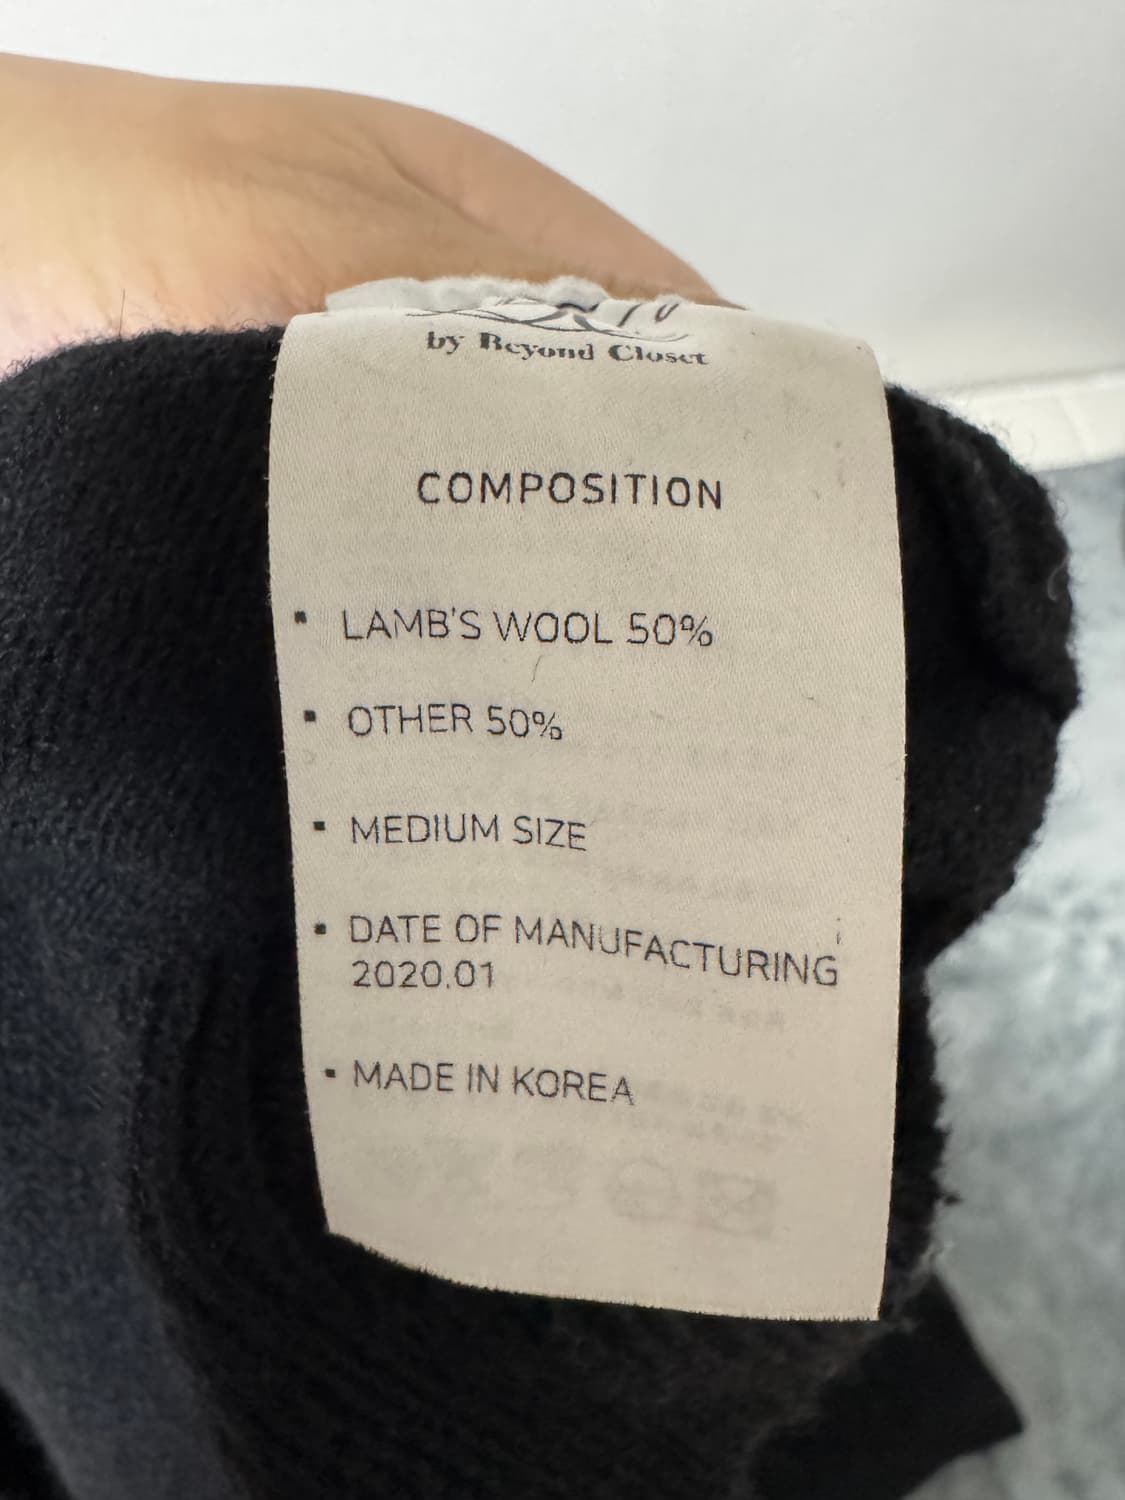 by Beyond Closet
COMPOSITION
▪ LAMB'S WOOL 50%
▪ OTHER 50%
▪ MEDIUM SIZE
▪ DATE OF MANUFACTURING
2020.01
▪ MADE IN KOREA